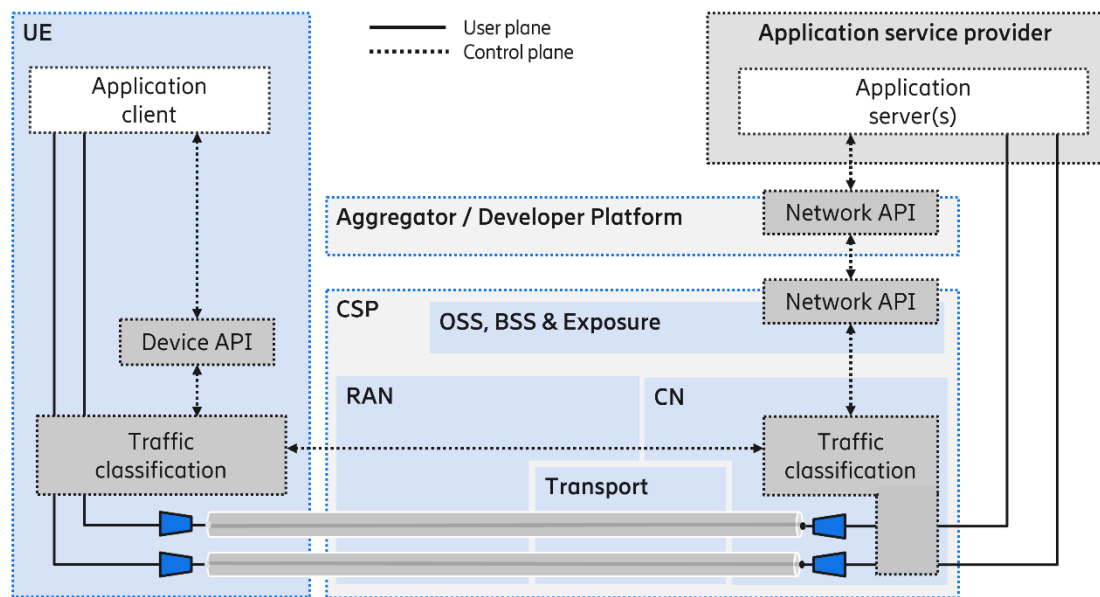 UE
User plane
Control plane
Application service provider
Application
client
Application
server(s)
Aggregator / Developer Platform
Network API
CSP
Network API
OSS, BSS & Exposure
Device API
RAN
CN
Traffic
classification
Traffic
classification
Transport